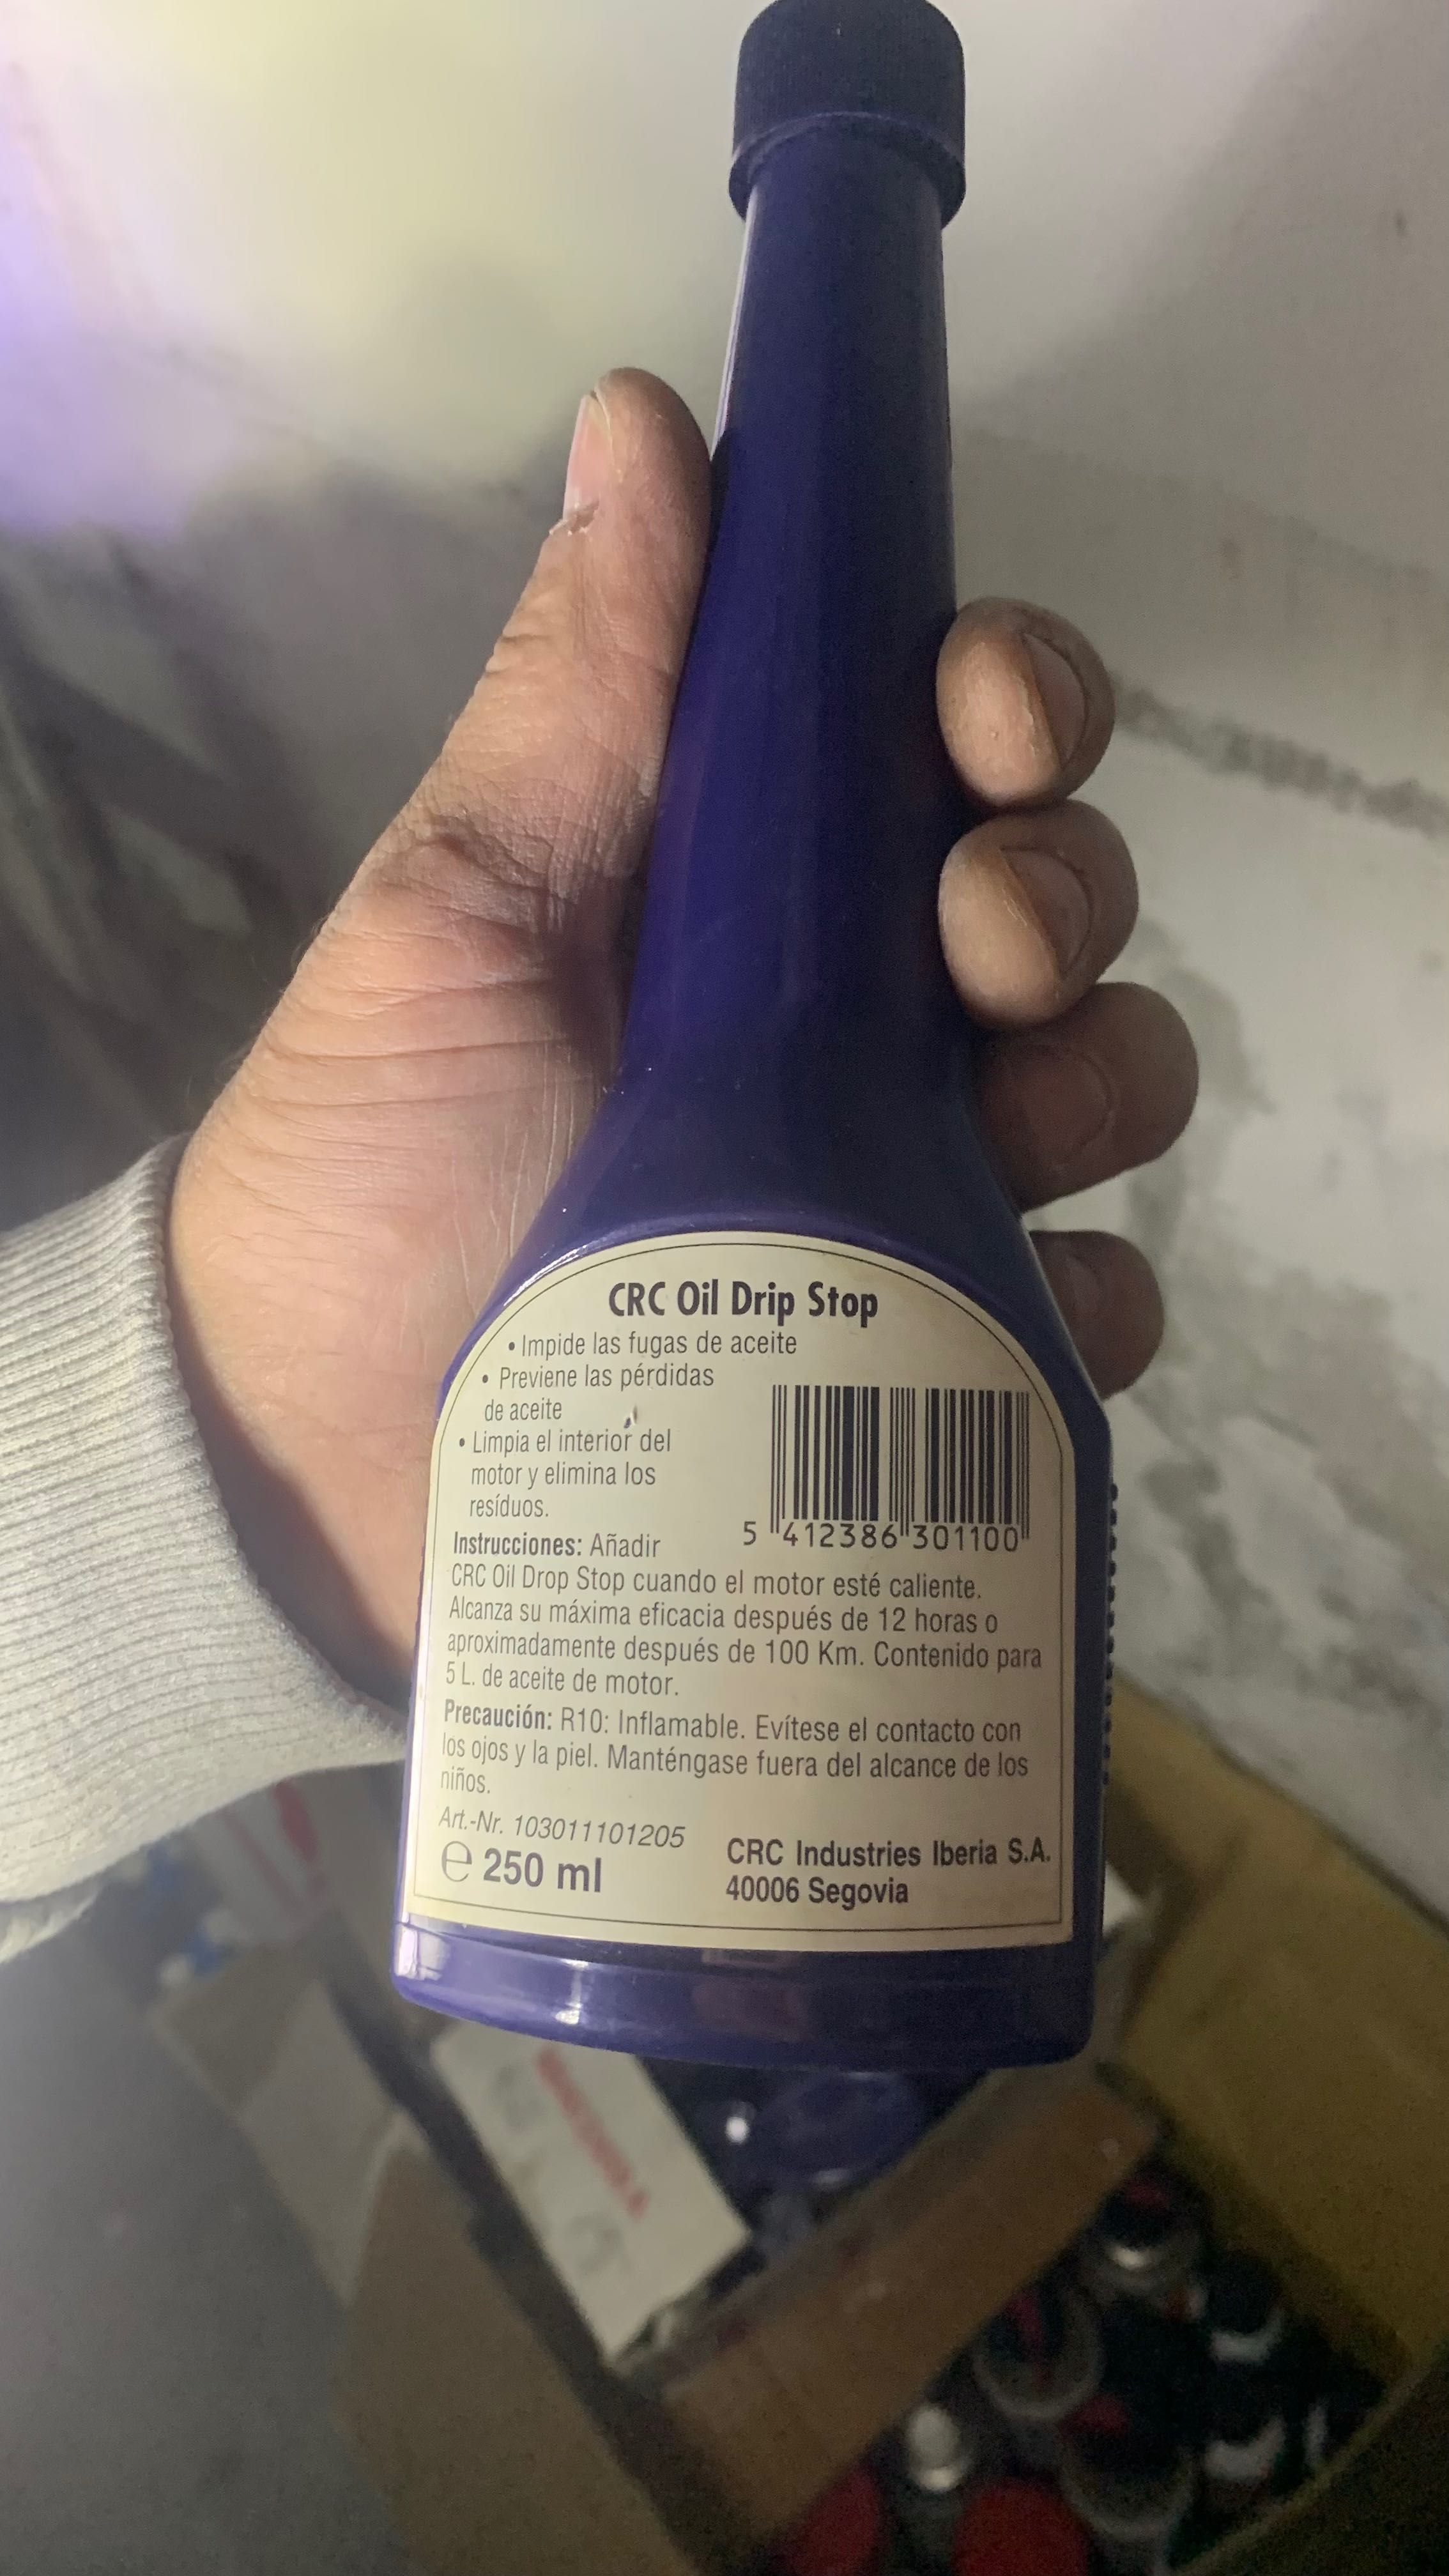 CRC Oil Drip Stop
• Impide las fugas de aceite
• Previene las pérdidas
de aceite
• Limpia el interior del
motor y elimina los
resíduos.
5 412386 301100
Instrucciones: Añadir
CRC Oil Drop Stop cuando el motor esté caliente.
Alcanza su máxima eficacia después de 12 horas o
aproximadamente después de 100 Km. Contenido para
5 L. de aceite de motor.
Precaución: R10: Inflamable. Evítese el contacto con
los ojos y la piel. Manténgase fuera del alcance de los
niños.
Art.-Nr. 103011101205
e 250 ml
CRC Industries Iberia S.A.
40006 Segovia